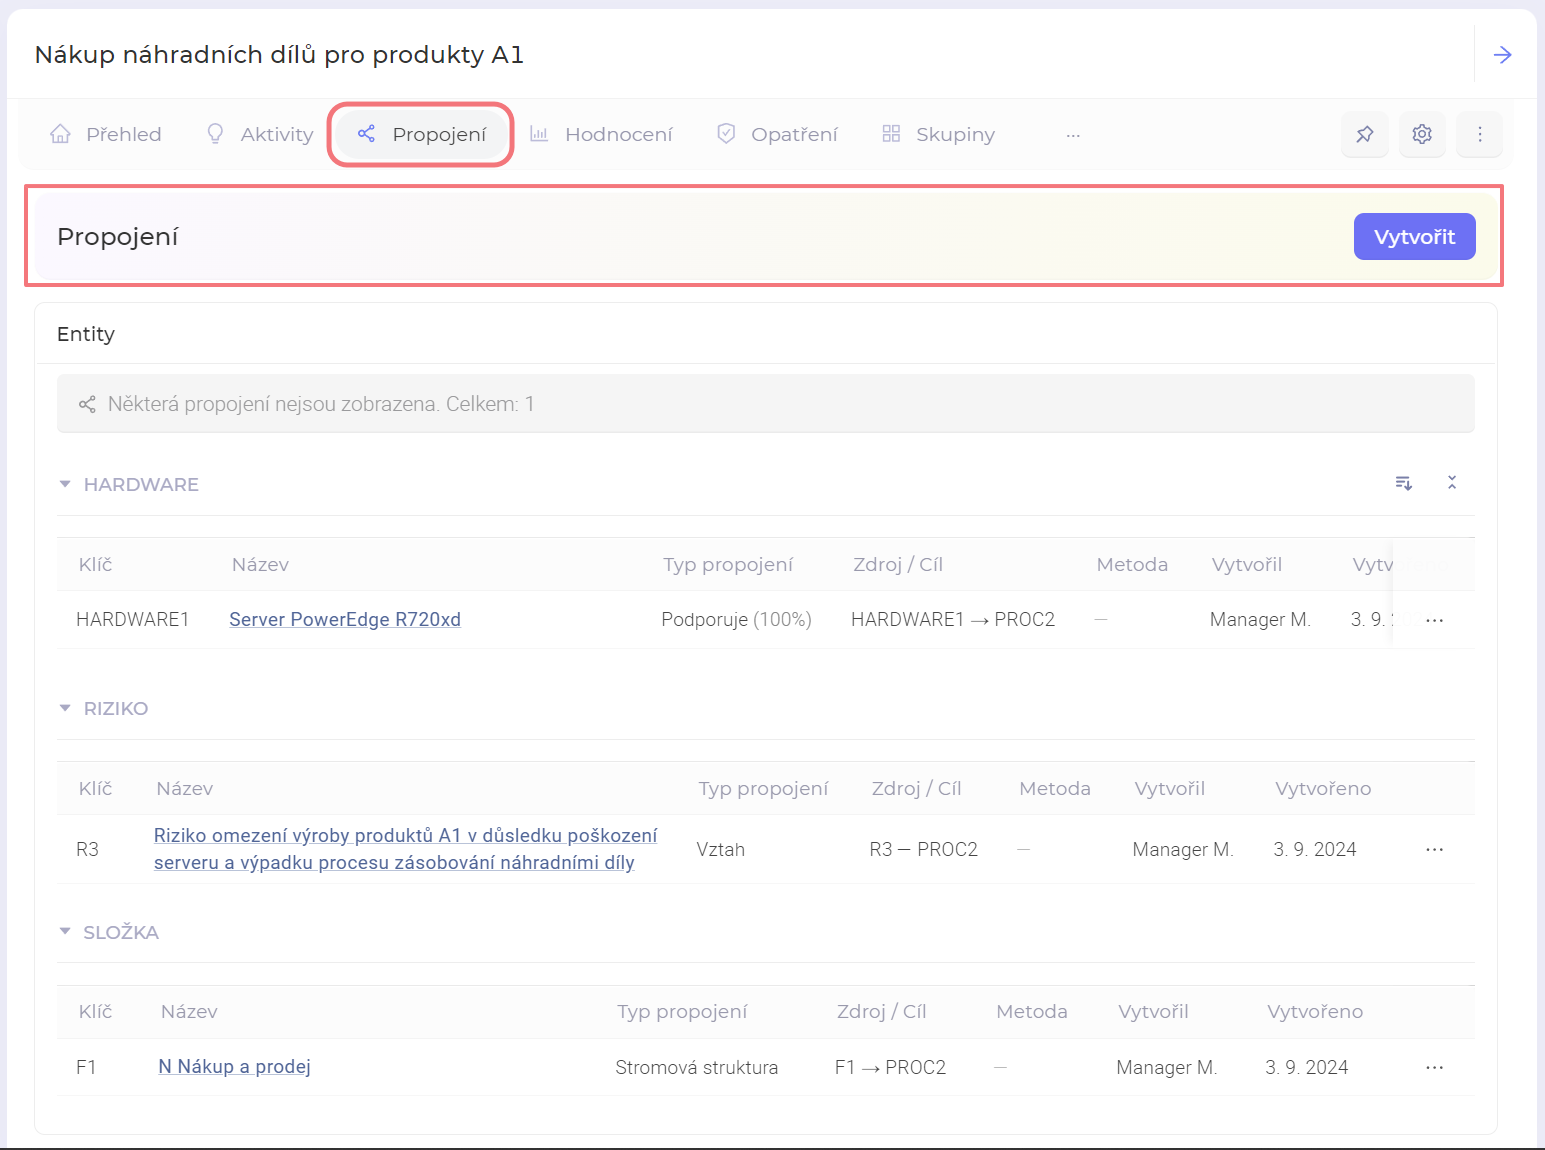 Nákup náhradních dílů pro produkty A1
Přehled Aktivity Propojení Hodnocení Opatření Skupiny ...
Propojení Vytvořit
Entity
Některá propojení nejsou zobrazena. Celkem: 1
HARDWARE
Klíč Název Typ propojení Zdroj / Cíl Metoda Vytvořil Vytv
HARDWARE1 Server PowerEdge R720xd Podporuje (100%) HARDWARE1 → PROC2 — Manager M. 3. 9. ...
RIZIKO
Klíč Název Typ propojení Zdroj / Cíl Metoda Vytvořil Vytvořeno
Riziko omezení výroby produktů A1 v důsledku poškození
R3 serveru a výpadku procesu zásobování náhradními díly Vztah R3 — PROC2 — Manager M. 3. 9. 2024 ...
SLOŽKA
Klíč Název Typ propojení Zdroj / Cíl Metoda Vytvořil Vytvořeno
F1 N Nákup a prodej Stromová struktura F1 → PROC2 — Manager M. 3. 9. 2024 ...